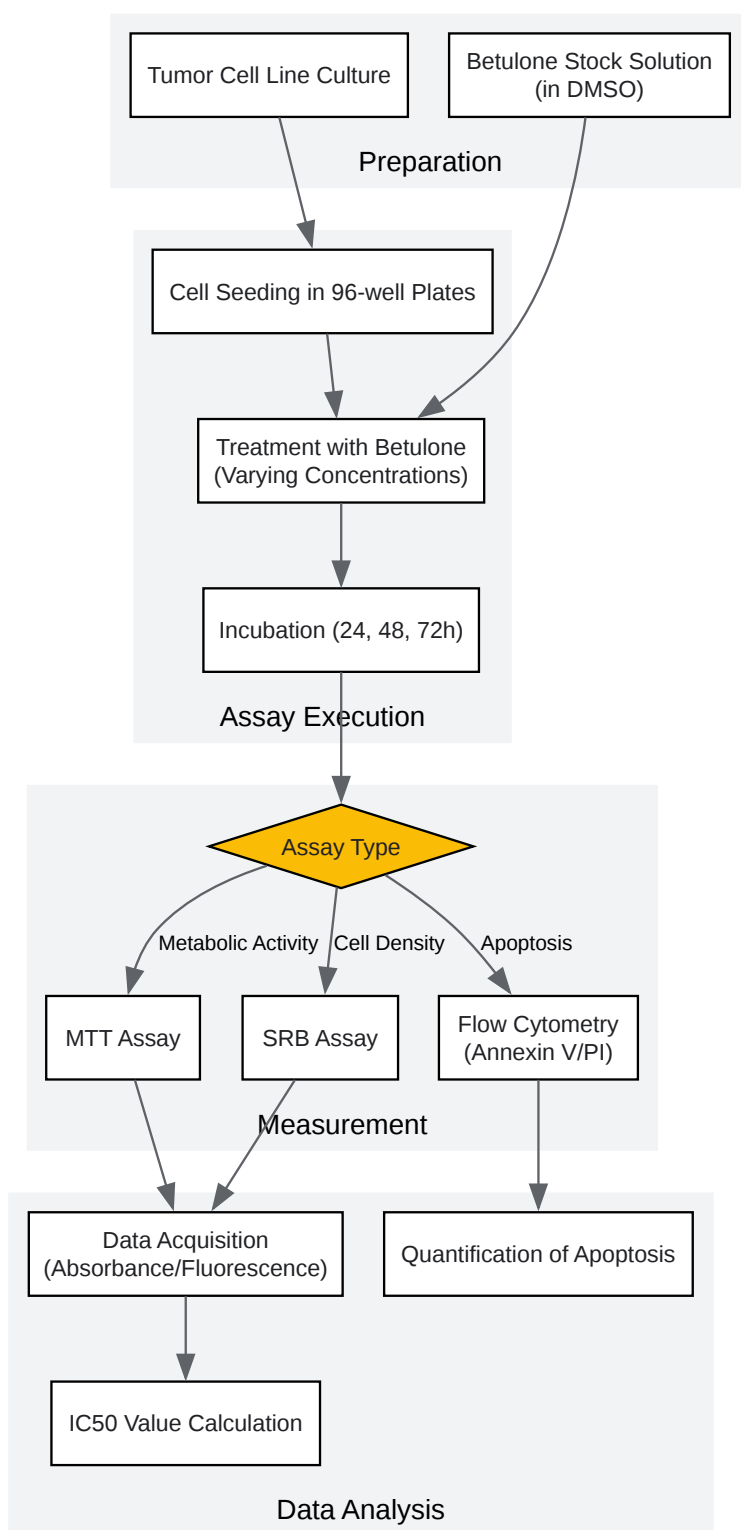 Tumor Cell Line Culture
Betulone Stock Solution
(in DMSO)
Preparation
Cell Seeding in 96-well Plates
Treatment with Betulone
(Varying Concentrations)
Incubation (24, 48, 72h)
Assay Execution
Assay Type
Metabolic Activity
Cell Density
Apoptosis
MTT Assay
SRB Assay
Flow Cytometry
(Annexin V/PI)
Measurement
Data Acquisition
(Absorbance/Fluorescence)
Quantification of Apoptosis
IC50 Value Calculation
Data Analysis